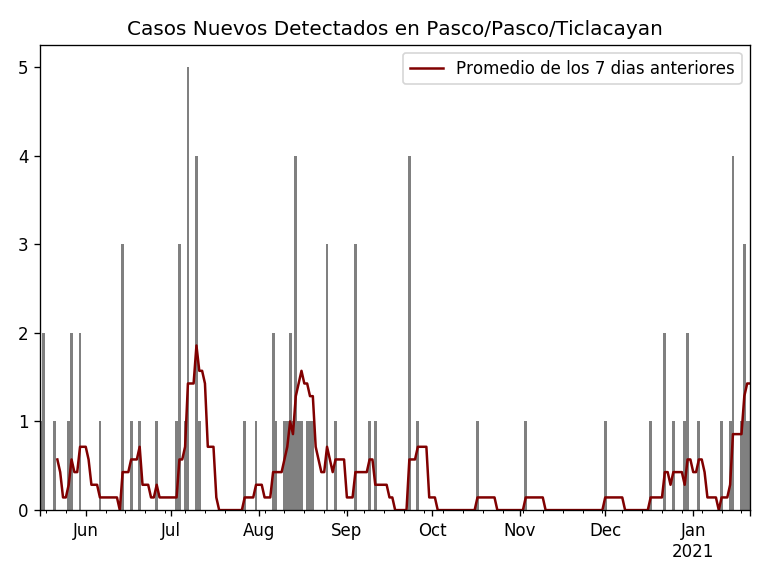 Casos Nuevos Detectados en Pasco/Pasco/Ticlacayan
Promedio de los 7 dias anteriores
5
4
3
2
1
0
Jun Jul Aug Sep Oct Nov Dec Jan
2021